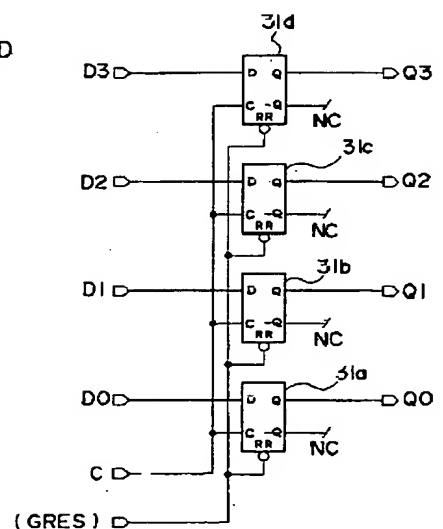 31d
D
D3 D Q Q3
C -Q
RR NC
31c
D2 D Q Q2
C -Q
RR NC
31b
D1 D Q Q1
C -Q
RR NC
31a
D0 D Q Q0
C -Q
RR NC
C
(GRES)